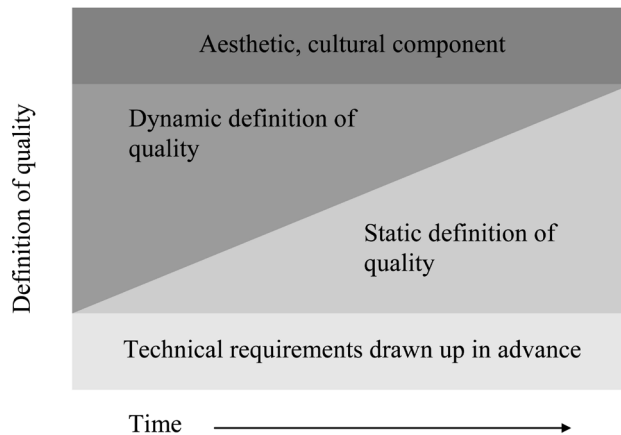 Aesthetic, cultural component
Dynamic definition of
quality
Static definition of
quality
Technical requirements drawn up in advance
Definition of quality
Time